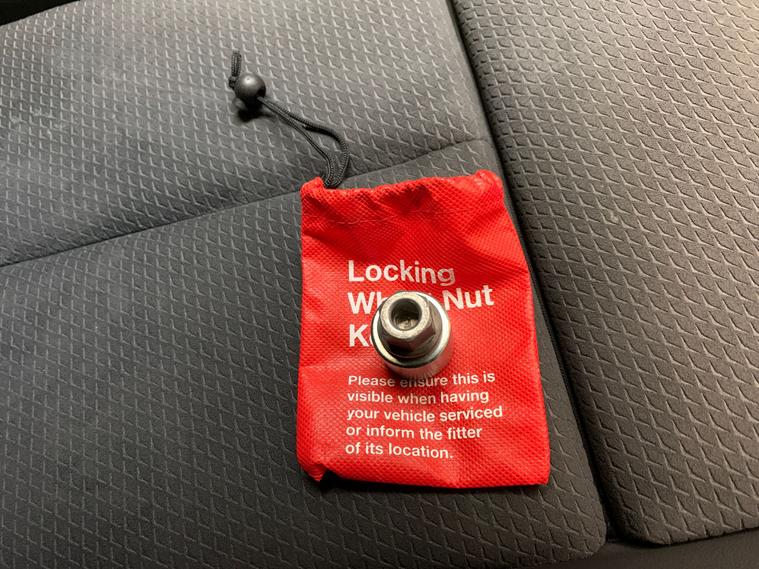 Locking
Nut
Please ensure this is
visible when having
your vehicle serviced
or inform the fitter
of its location.